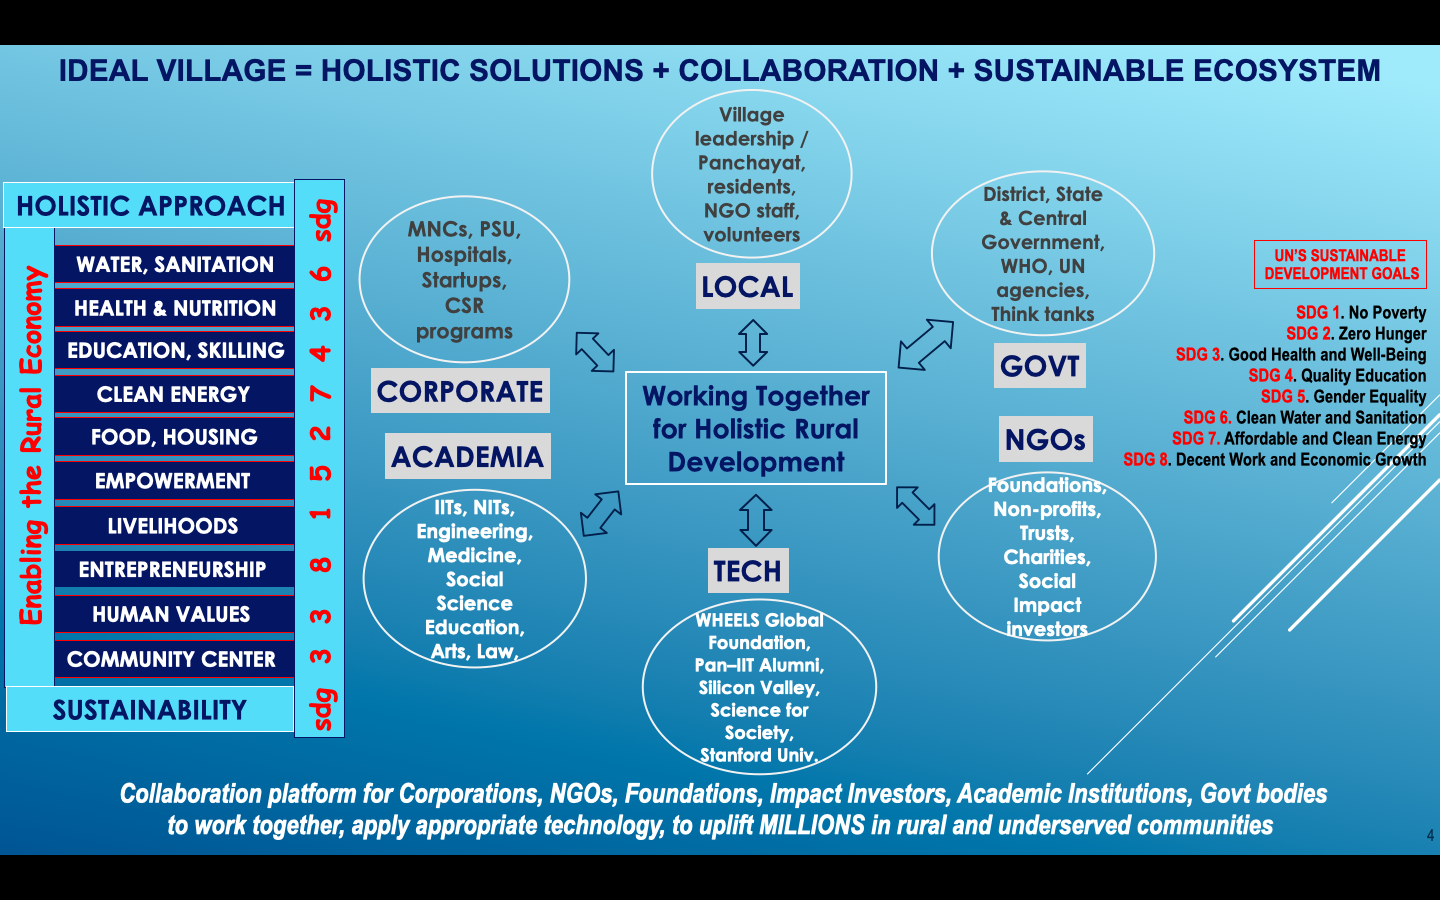 IDEAL VILLAGE = HOLISTIC SOLUTIONS + COLLABORATION + SUSTAINABLE ECOSYSTEM
HOLISTIC APPROACH
sdg
Enabling the Rural Economy
WATER, SANITATION
6
HEALTH & NUTRITION
3
EDUCATION, SKILLING
4
CLEAN ENERGY
7
FOOD, HOUSING
2
EMPOWERMENT
5
LIVELIHOODS
1
ENTREPRENEURSHIP
8
HUMAN VALUES
3
COMMUNITY CENTER
3
SUSTAINABILITY
sdg
MNCs, PSU,
Hospitals,
Startups,
CSR
programs
CORPORATE
ACADEMIA
IITs, NITs,
Engineering,
Medicine,
Social
Science
Education,
Arts, Law,
Village
leadership /
Panchayat,
residents,
NGO staff,
volunteers
LOCAL
Working Together
for Holistic Rural
Development
TECH
WHEELS Global
Foundation,
Pan–IIT Alumni,
Silicon Valley,
Science for
Society,
Stanford Univ.
District, State
& Central
Government,
WHO, UN
agencies,
Think tanks
GOVT
NGOs
Foundations,
Non-profits,
Trusts,
Charities,
Social
Impact
investors
UN'S SUSTAINABLE
DEVELOPMENT GOALS
SDG 1. No Poverty
SDG 2. Zero Hunger
SDG 3. Good Health and Well-Being
SDG 4. Quality Education
SDG 5. Gender Equality
SDG 6. Clean Water and Sanitation
SDG 7. Affordable and Clean Energy
SDG 8. Decent Work and Economic Growth
Collaboration platform for Corporations, NGOs, Foundations, Impact Investors, Academic Institutions, Govt bodies
to work together, apply appropriate technology, to uplift MILLIONS in rural and underserved communities
4